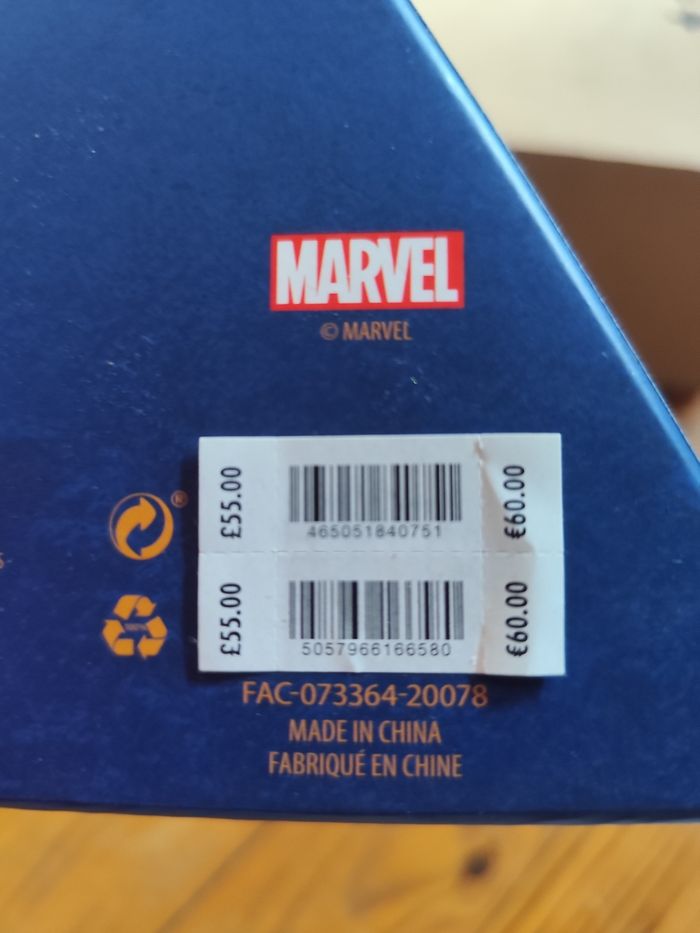 MARVEL
© MARVEL
£55.00
465051840751
€60.00
£55.00
5057966166580
€60.00
®
100%
FAC-073364-20078
MADE IN CHINA
FABRIQUÉ EN CHINE